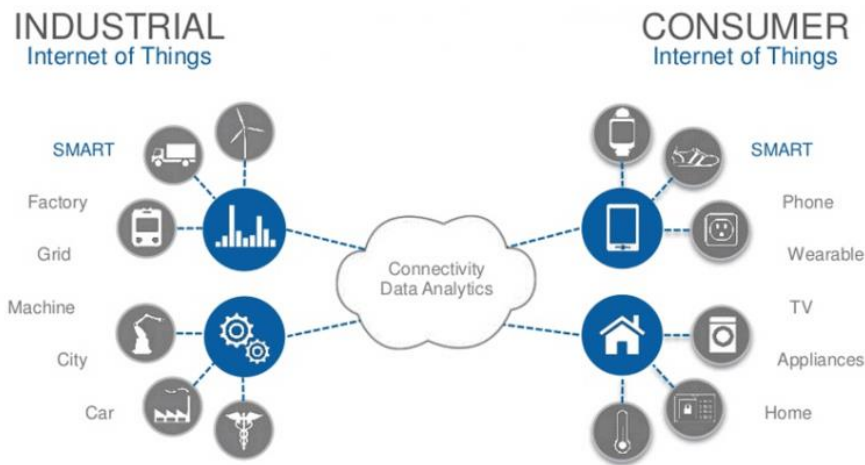 INDUSTRIAL
Internet of Things
SMART
Factory
Grid
Machine
City
Car
Connectivity
Data Analytics
CONSUMER
Internet of Things
SMART
Phone
Wearable
TV
Appliances
Home